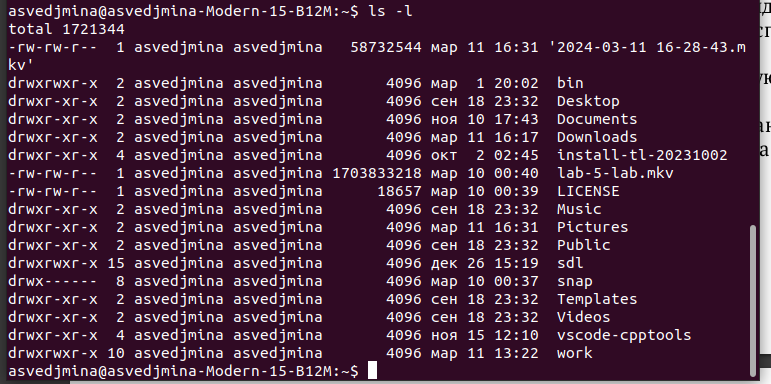 asvedjmina@asvedjmina-Modern-15-B12M:~$ ls -l
total 1721344
-rw-rw-r--  1 asvedjmina asvedjmina   58732544 мар 11 16:31 '2024-03-11 16-28-43.m
kv'
drwxrwxr-x  2 asvedjmina asvedjmina       4096 мар  1 20:02  bin
drwxr-xr-x  2 asvedjmina asvedjmina       4096 сен 18 23:32  Desktop
drwxr-xr-x  2 asvedjmina asvedjmina       4096 ноя 10 17:43  Documents
drwxr-xr-x  2 asvedjmina asvedjmina       4096 мар 11 16:17  Downloads
drwxr-xr-x  4 asvedjmina asvedjmina       4096 окт  2 02:45  install-tl-20231002
-rw-rw-r--  1 asvedjmina asvedjmina 1703833218 мар 10 00:40  lab-5-lab.mkv
-rw-rw-r--  1 asvedjmina asvedjmina      18657 мар 10 00:39  LICENSE
drwxr-xr-x  2 asvedjmina asvedjmina       4096 сен 18 23:32  Music
drwxr-xr-x  2 asvedjmina asvedjmina       4096 мар 11 16:31  Pictures
drwxr-xr-x  2 asvedjmina asvedjmina       4096 сен 18 23:32  Public
drwxrwxr-x 15 asvedjmina asvedjmina       4096 дек 26 15:19  sdl
drwx------  8 asvedjmina asvedjmina       4096 мар 10 00:37  snap
drwxr-xr-x  2 asvedjmina asvedjmina       4096 сен 18 23:32  Templates
drwxr-xr-x  2 asvedjmina asvedjmina       4096 сен 18 23:32  Videos
drwxr-xr-x  4 asvedjmina asvedjmina       4096 ноя 15 12:10  vscode-cpptools
drwxrwxr-x 10 asvedjmina asvedjmina       4096 мар 11 13:22  work
asvedjmina@asvedjmina-Modern-15-B12M:~$